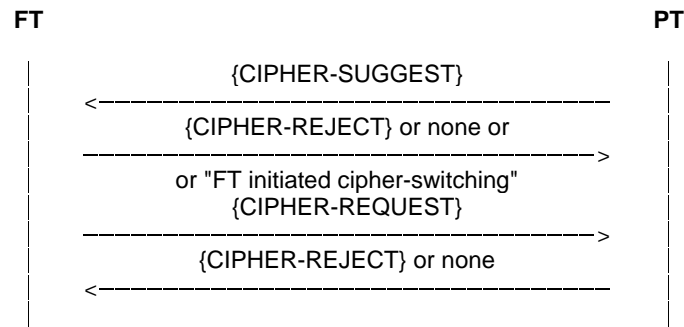 FT PT
{CIPHER-SUGGEST}
{CIPHER-REJECT} or none or
or "FT initiated cipher-switching"
{CIPHER-REQUEST}
{CIPHER-REJECT} or none